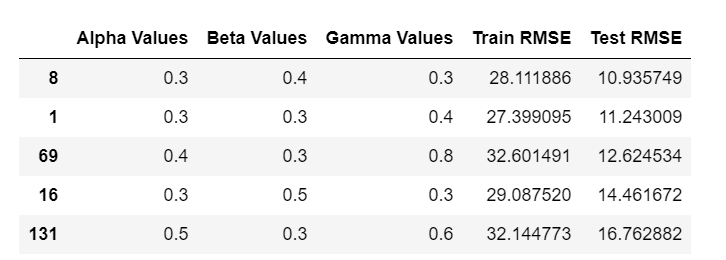 Alpha Values Beta Values Gamma Values Train RMSE Test RMSE
8 0.3 0.4 0.3 28.111886 10.935749
1 0.3 0.3 0.4 27.399095 11.243009
69 0.4 0.3 0.8 32.601491 12.624534
16 0.3 0.5 0.3 29.087520 14.461672
131 0.5 0.3 0.6 32.144773 16.762882